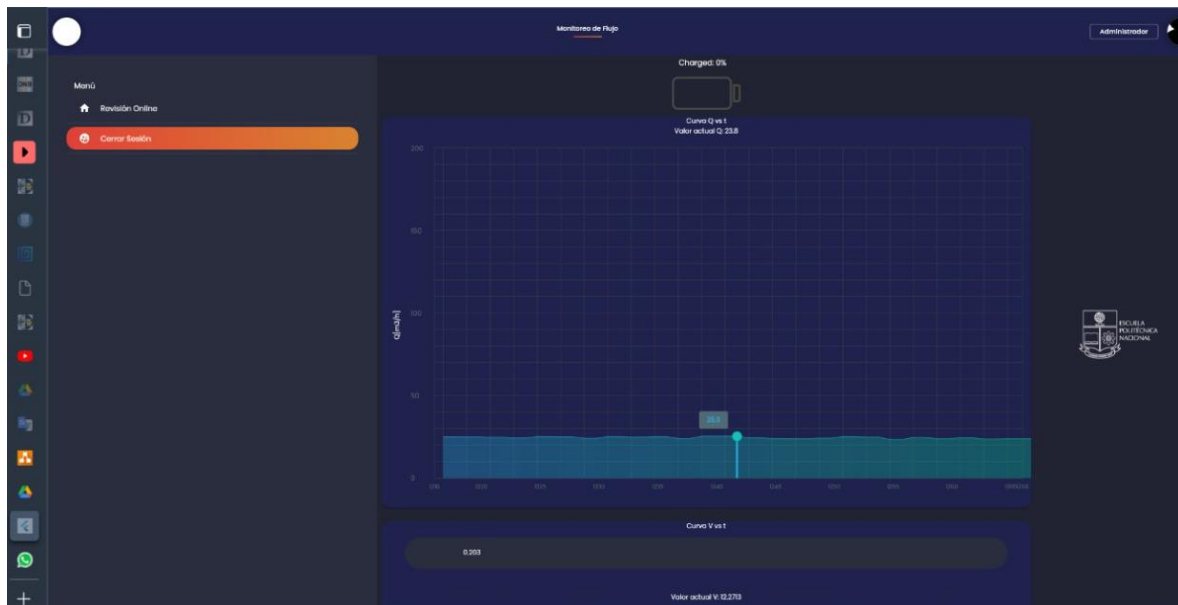 Monitoreo de Flujo
Administrador
Menú
Revisión Online
Cerrar Sesión
Charged: 0%
Curva Q vs t
Valor actual Q: 23.8
200
150
100
50
0
Q[m3/h]
ESCUELA
POLITÉCNICA
NACIONAL
Curva V vs t
0.203
Valor actual V: 12.2713